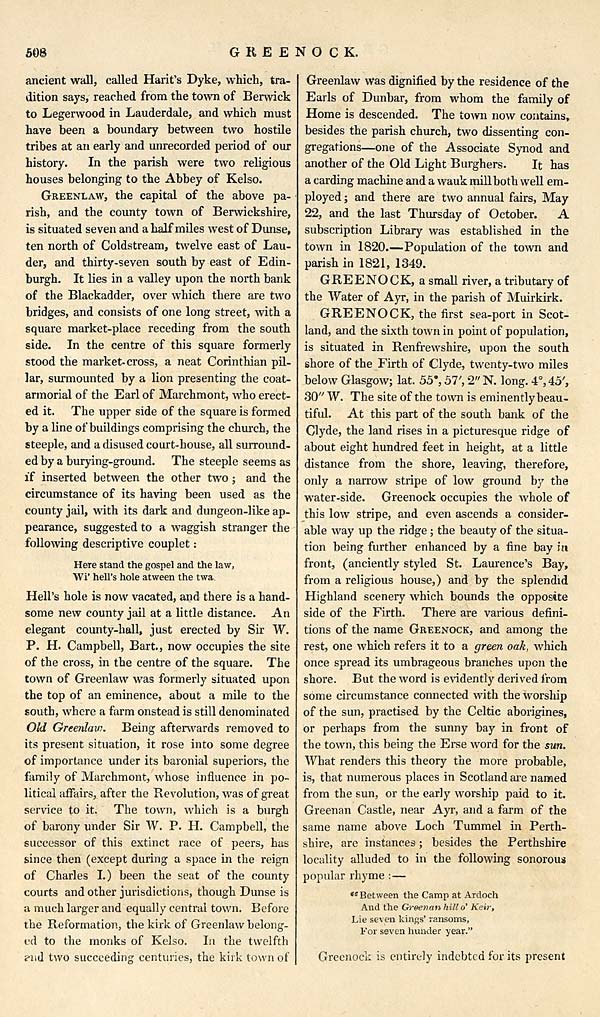 508
GREENOCK.
ancient wall, called Harit's Dyke, which, tra-
dition says, reached from the town of Berwick
to Legerwood in Lauderdale, and which must
have been a boundary between two hostile
tribes at an early and unrecorded period of our
history. In the parish were two religious
houses belonging to the Abbey of Kelso.
GREENLAW, the capital of the above pa-
rish, and the county town of Berwickshire,
is situated seven and a half miles west of Dunse,
ten north of Coldstream, twelve east of Lau-
der, and thirty-seven south by east of Edin-
burgh. It lies in a valley upon the north bank
of the Blackadder, over which there are two
bridges, and consists of one long street, with a
square market-place receding from the south
side. In the centre of this square formerly
stood the market-cross, a neat Corinthian pil-
lar, surmounted by a lion presenting the coat-
armorial of the Earl of Marchmont, who erect-
ed it. The upper side of the square is formed
by a line of buildings comprising the church, the
steeple, and a disused court-house, all surround-
ed by a burying-ground. The steeple seems as
if inserted between the other two; and the
circumstance of its having been used as the
county jail, with its dark and dungeon-like ap-
pearance, suggested to a waggish stranger the
following descriptive couplet:
Here stand the gospel and the law,
Wi' hell's hole atween the twa.
Hell's hole is now vacated, and there is a hand-
some new county jail at a little distance. An
elegant county-hall, just erected by Sir W.
P. H. Campbell, Bart., now occupies the site
of the cross, in the centre of the square. The
town of Greenlaw was formerly situated upon
the top of an eminence, about a mile to the
south, where a farm onstead is still denominated
Old Greenlaw. Being afterwards removed to
its present situation, it rose into some degree
of importance under its baronial superiors, the
family of Marchmont, whose influence in po-
litical affairs, after the Revolution, was of great
service to it. The town, which is a burgh
of barony under Sir W. P. H. Campbell, the
successor of this extinct race of peers, has
since then (except during a space in the reign
of Charles I.) been the seat of the county
courts and other jurisdictions, though Dunse is
a much larger and equally central town. Before
the Reformation, the kirk of Greenlaw belong-
ed to the monks of Kelso. In the twelfth
and two succeeding centuries, the kirk town of
Greenlaw was dignified by the residence of the
Earls of Dunbar, from whom the family of
Home is descended. The town now contains,
besides the parish church, two dissenting con-
gregations—one of the Associate Synod and
another of the Old Light Burghers. It has
a carding machine and a wauk mill both well em-
ployed; and there are two annual fairs, May
22, and the last Thursday of October. A
subscription Library was established in the
town in 1820.—Population of the town and
parish in 1821, 1349.
GREENOCK, a small river, a tributary of
the Water of Ayr, in the parish of Muirkirk.
GREENOCK, the first sea-port in Scot-
land, and the sixth town in point of population,
is situated in Renfrewshire, upon the south
shore of the Firth of Clyde, twenty-two miles
below Glasgow; lat. 55°, 57′, 2″ N. long. 4°, 45′,
30″ W. The site of the town is eminently beau-
tiful. At this part of the south bank of the
Clyde, the land rises in a picturesque ridge of
about eight hundred feet in height, at a little
distance from the shore, leaving, therefore,
only a narrow stripe of low ground by the
water-side. Greenock occupies the whole of
this low stripe, and even ascends a consider-
able way up the ridge; the beauty of the situa-
tion being further enhanced by a fine bay in
front, (anciently styled St. Laurence's Bay,
from a religious house,) and by the splendid
Highland scenery which bounds the opposite
side of the Firth. There are various defini-
tions of the name GREENOCK, and among the
rest, one which refers it to a green oak, which
once spread its umbrageous branches upon the
shore. But the word is evidently derived from
some circumstance connected with the worship
of the sun, practised by the Celtic aborigines,
or perhaps from the sunny bay in front of
the town, this being the Erse word for the sun.
What renders this theory the more probable,
is, that numerous places in Scotland are named
from the sun, or the early worship paid to it.
Greenan Castle, near Ayr, and a farm of the
same name above Loch Tummel in Perth-
shire, are instances; besides the Perthshire
locality alluded to in the following sonorous
popular rhyme:—
"Between the Camp at Ardoch
And the Greenan hill o' Keir,
Lie seven kings' ransoms,
For seven hunder year."
Greenock is entirely indebted for its present